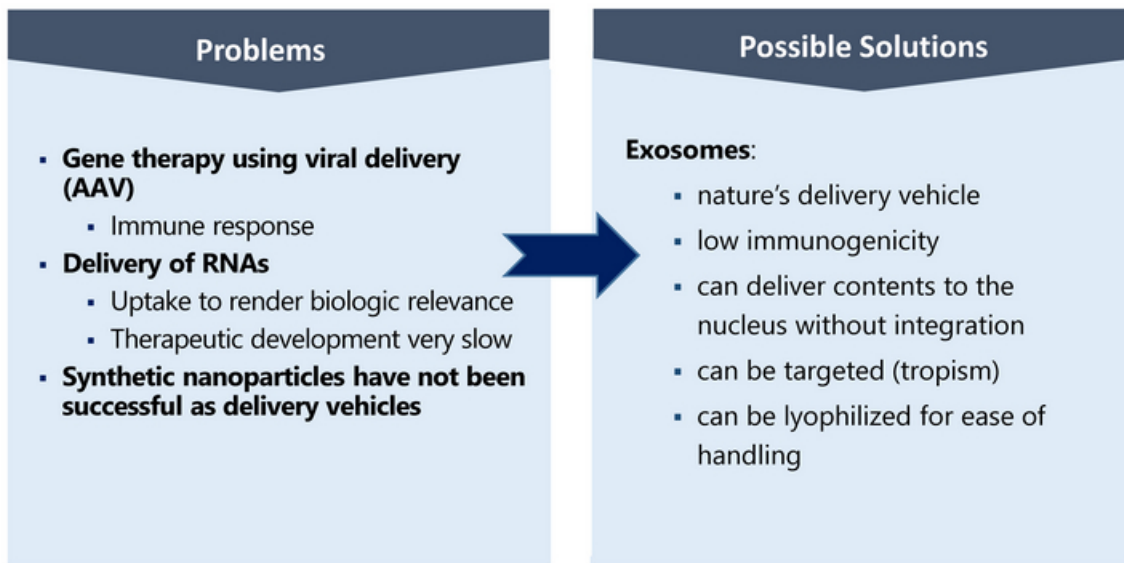 Problems
▪ Gene therapy using viral delivery
(AAV)
▪ Immune response
▪ Delivery of RNAs
▪ Uptake to render biologic relevance
▪ Therapeutic development very slow
▪ Synthetic nanoparticles have not been
successful as delivery vehicles
Possible Solutions
Exosomes:
▪ nature’s delivery vehicle
▪ low immunogenicity
▪ can deliver contents to the
nucleus without integration
▪ can be targeted (tropism)
▪ can be lyophilized for ease of
handling